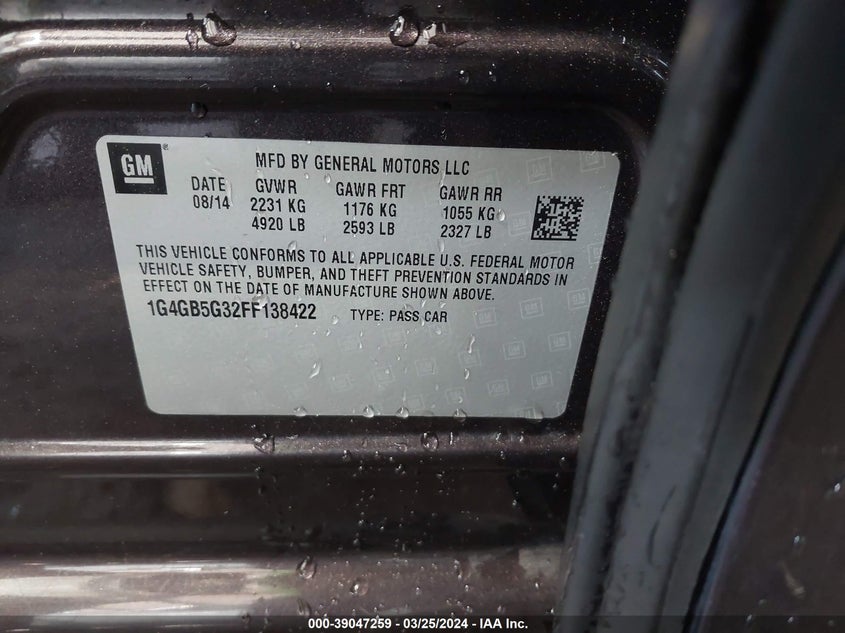 GM
MFD BY GENERAL MOTORS LLC
DATE GVWR GAWR FRT GAWR RR
08/14 2231 KG 1176 KG 1055 KG
4920 LB 2593 LB 2327 LB
THIS VEHICLE CONFORMS TO ALL APPLICABLE U.S. FEDERAL MOTOR
VEHICLE SAFETY, BUMPER, AND THEFT PREVENTION STANDARDS IN
EFFECT ON THE DATE OF MANUFACTURE SHOWN ABOVE.
1G4GB5G32FF138422 TYPE: PASS CAR
000-39047259 - 03/25/2024 - IAA Inc.